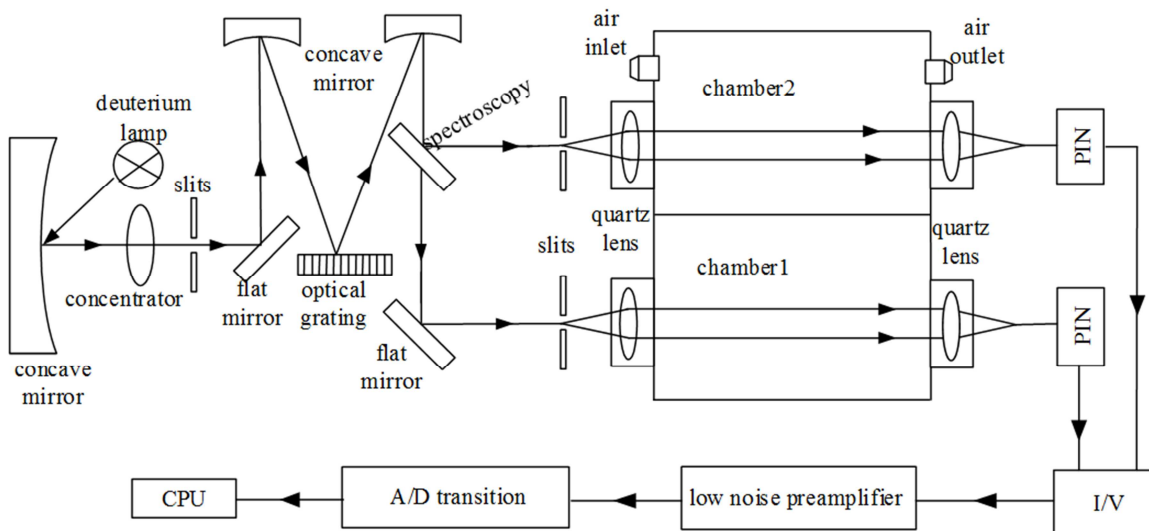 concave
mirror
air
inlet
air
outlet
deuterium
lamp
spectroscopy
chamber2
PIN
slits
concentrator
flat
mirror
optical
grating
slits
quartz
lens
quartz
lens
chamber1
flat
mirror
PIN
concave
mirror
CPU
A/D transition
low noise preamplifier
I/V